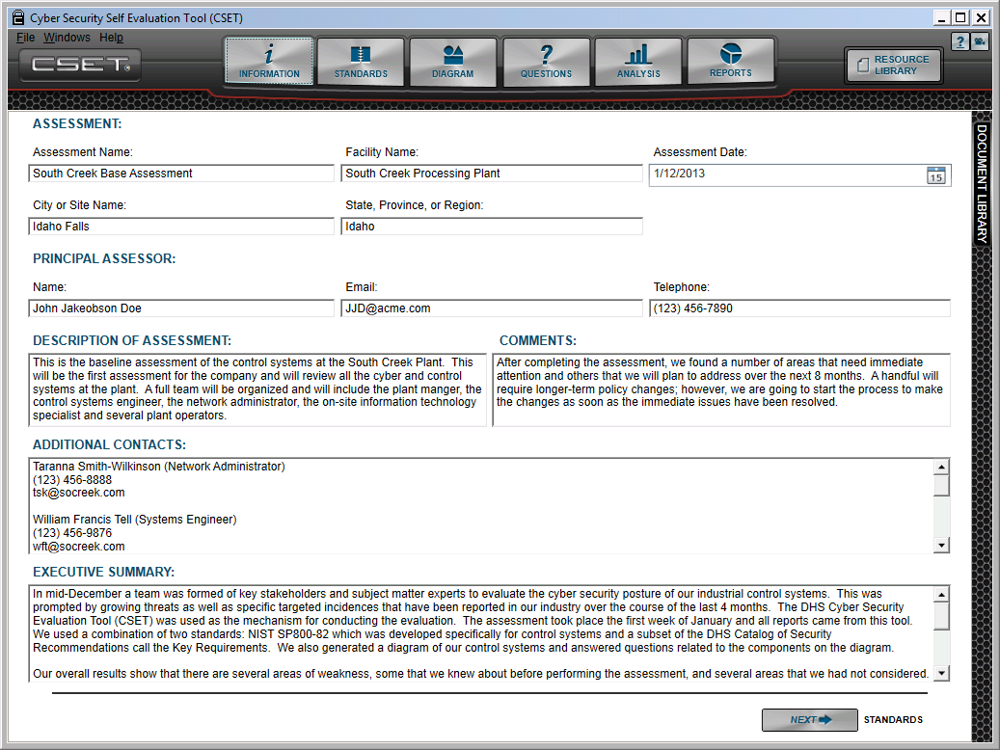 Cyber Security Self Evaluation Tool (CSET)
File Windows Help
CSET
INFORMATION
STANDARDS
DIAGRAM
QUESTIONS
ANALYSIS
REPORTS
RESOURCE
LIBRARY
DOCUMENT LIBRARY
ASSESSMENT:
Assessment Name: Facility Name: Assessment Date:
South Creek Base Assessment South Creek Processing Plant 1/12/2013 15
City or Site Name: State, Province, or Region:
Idaho Falls Idaho
PRINCIPAL ASSESSOR:
Name: Email: Telephone:
John Jakeobson Doe JJD@acme.com (123) 456-7890
DESCRIPTION OF ASSESSMENT:
This is the baseline assessment of the control systems at the South Creek Plant. This
will be the first assessment for the company and will review all the cyber and control
systems at the plant. A full team will be organized and will include the plant manger, the
control systems engineer, the network administrator, the on-site information technology
specialist and several plant operators.
COMMENTS:
After completing the assessment, we found a number of areas that need immediate
attention and others that we will plan to address over the next 8 months. A handful will
require longer-term policy changes; however, we are going to start the process to make
the changes as soon as the immediate issues have been resolved.
ADDITIONAL CONTACTS:
Taranna Smith-Wilkinson (Network Administrator)
(123) 456-8888
tsk@socreek.com
William Francis Tell (Systems Engineer)
(123) 456-9876
wft@socreek.com
EXECUTIVE SUMMARY:
In mid-December a team was formed of key stakeholders and subject matter experts to evaluate the cyber security posture of our industrial control systems. This was
prompted by growing threats as well as specific targeted incidences that have been reported in our industry over the course of the last 4 months. The DHS Cyber Security
Evaluation Tool (CSET) was used as the mechanism for conducting the evaluation. The assessment took place the first week of January and all reports came from this tool.
We used a combination of two standards: NIST SP800-82 which was developed specifically for control systems and a subset of the DHS Catalog of Security
Recommendations call the Key Requirements. We also generated a diagram of our control systems and answered questions related to the components on the diagram.
Our overall results show that there are several areas of weakness, some that we knew about before performing the assessment, and several areas that we had not considered.
NEXT STANDARDS